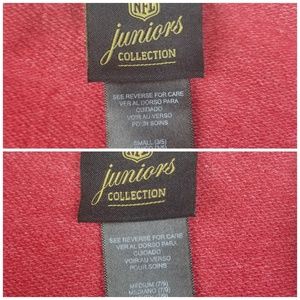 NFL
juniors
COLLECTION
SEE REVERSE FOR CARE
VER AL DORSO PARA
CUIDADO
VOIR AU VERSO
POUR SOINS
SMALL (3/5)
juniors
COLLECTION
SEE REVERSE FOR CARE
VER AL DORSO PARA
CUIDADO
VOIR AU VERSO
POUR SOINS
MEDIUM (7/9)
MEDIANO (7/9)